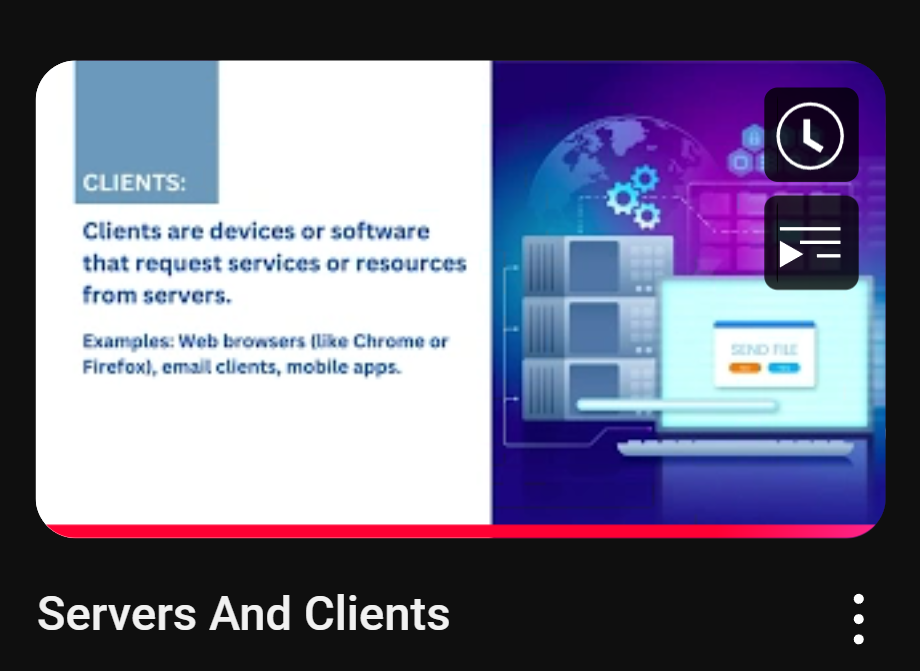 CLIENTS:
Clients are devices or software
that request services or resources
from servers.
Examples: Web browsers (like Chrome or
Firefox), email clients, mobile apps.
SEND FILE
Servers And Clients